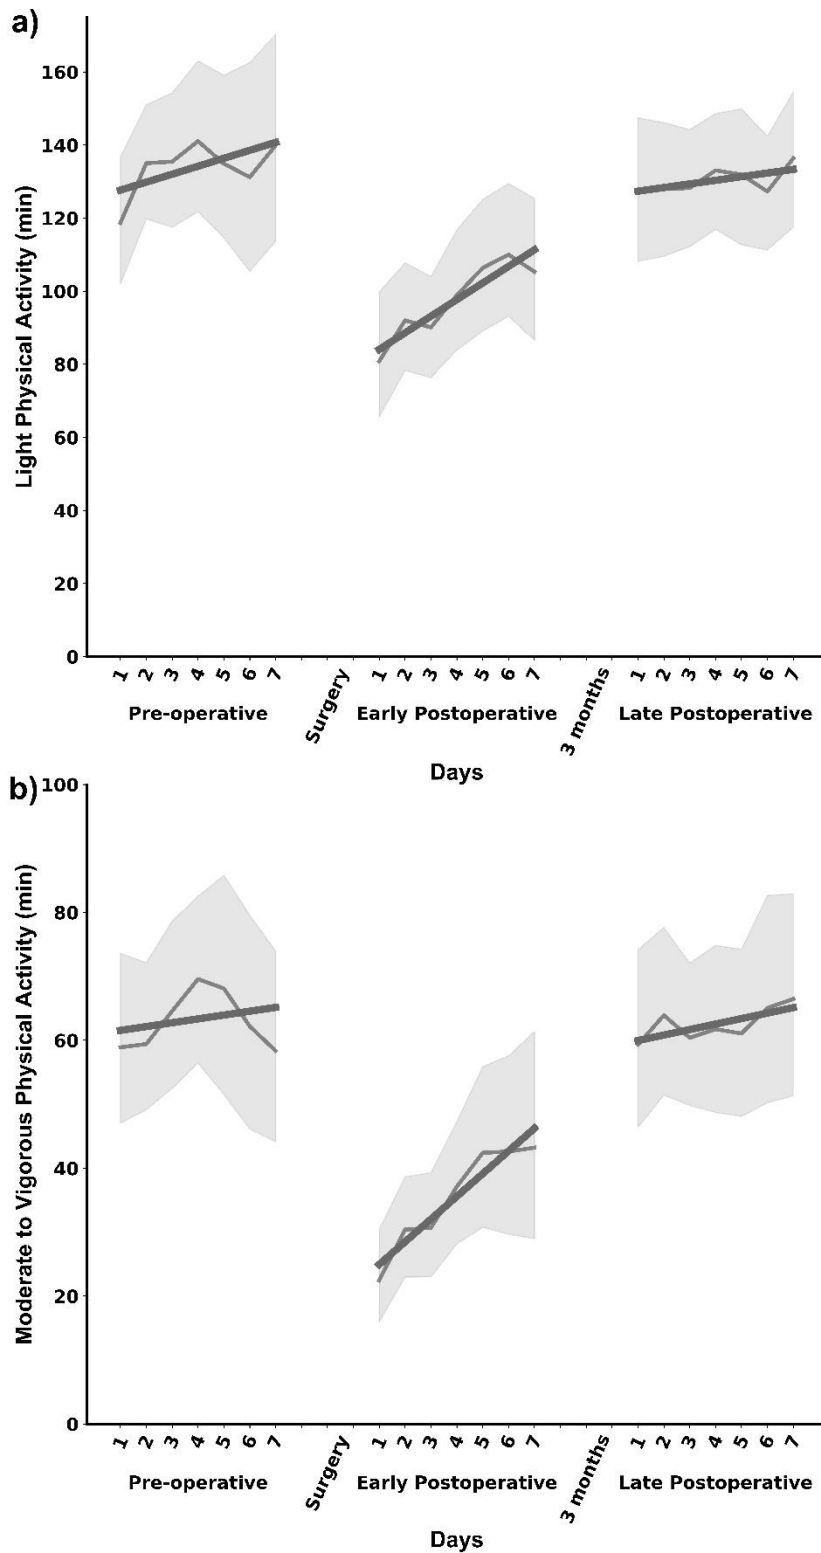 a)
Light Physical Activity (min)
160
140
120
100
80
60
40
20
0
1 2 3 4 5 6 7 Surgery 1 2 3 4 5 6 7 3 months 1 2 3 4 5 6 7
Pre-operative Early Postoperative Late Postoperative
Days
b)
Moderate to Vigorous Physical Activity (min)
100
80
60
40
20
0
1 2 3 4 5 6 7 Surgery 1 2 3 4 5 6 7 3 months 1 2 3 4 5 6 7
Pre-operative Early Postoperative Late Postoperative
Days